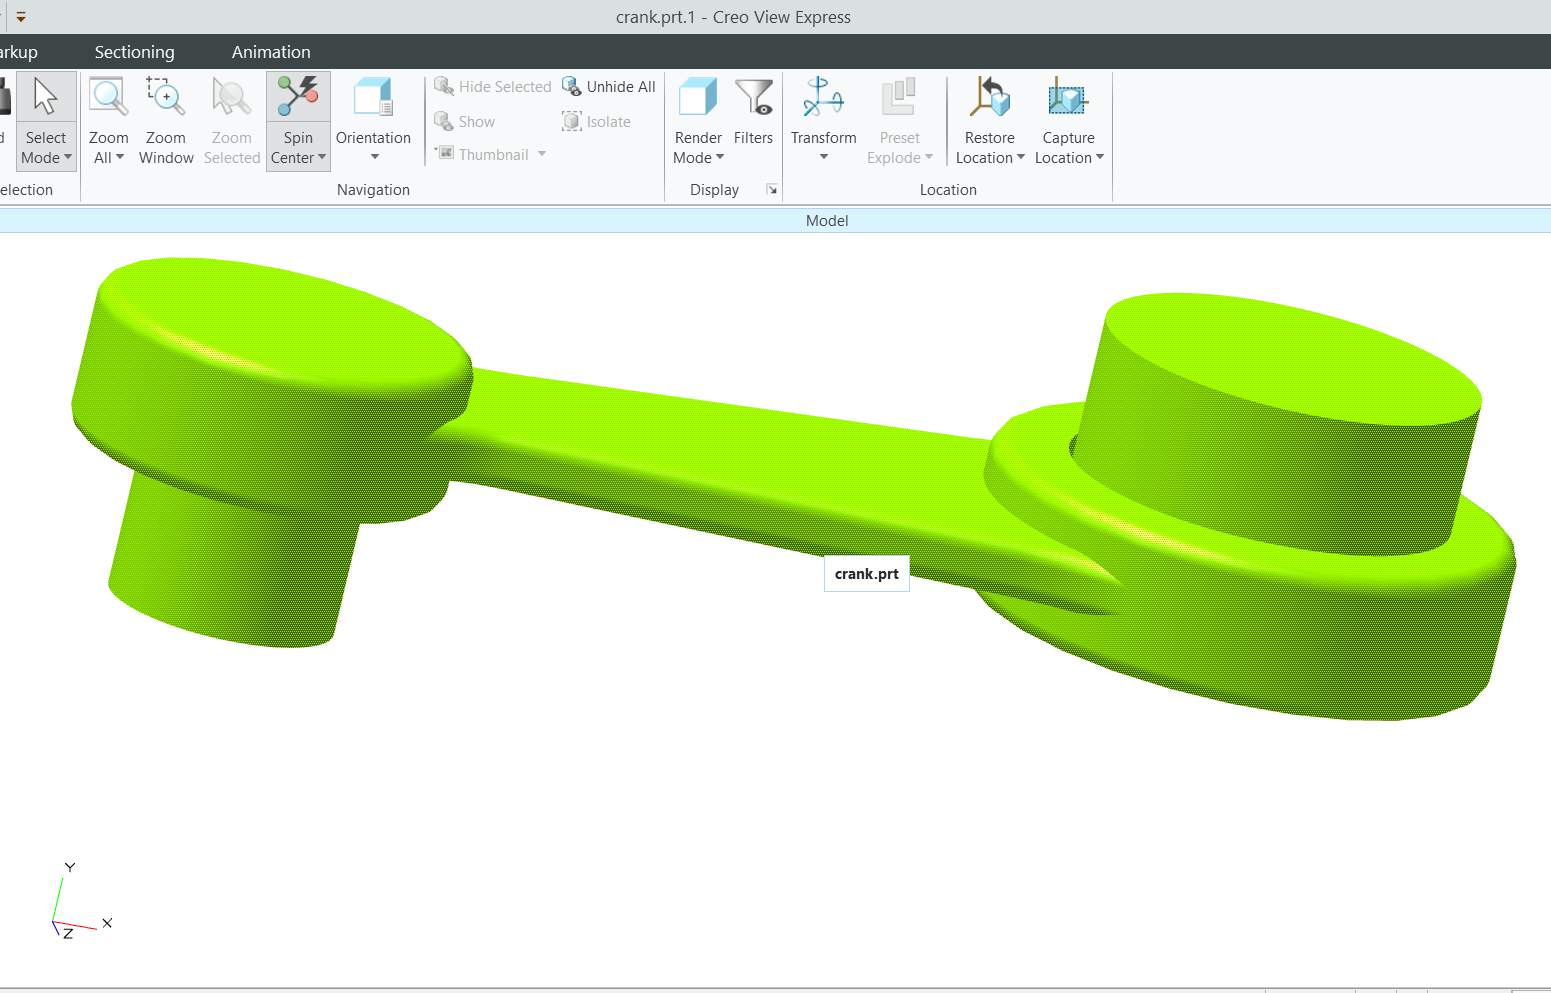 crank.prt.1 - Creo View Express
arkup Sectioning Animation
Select Mode
Zoom All
Zoom Window
Zoom Selected
Spin Center
Orientation
Hide Selected
Unhide All
Show
Isolate
Thumbnail
Render Mode
Filters
Transform
Preset Explode
Restore Location
Capture Location
election
Navigation
Display
Location
Model
crank.prt
Y
X
Z